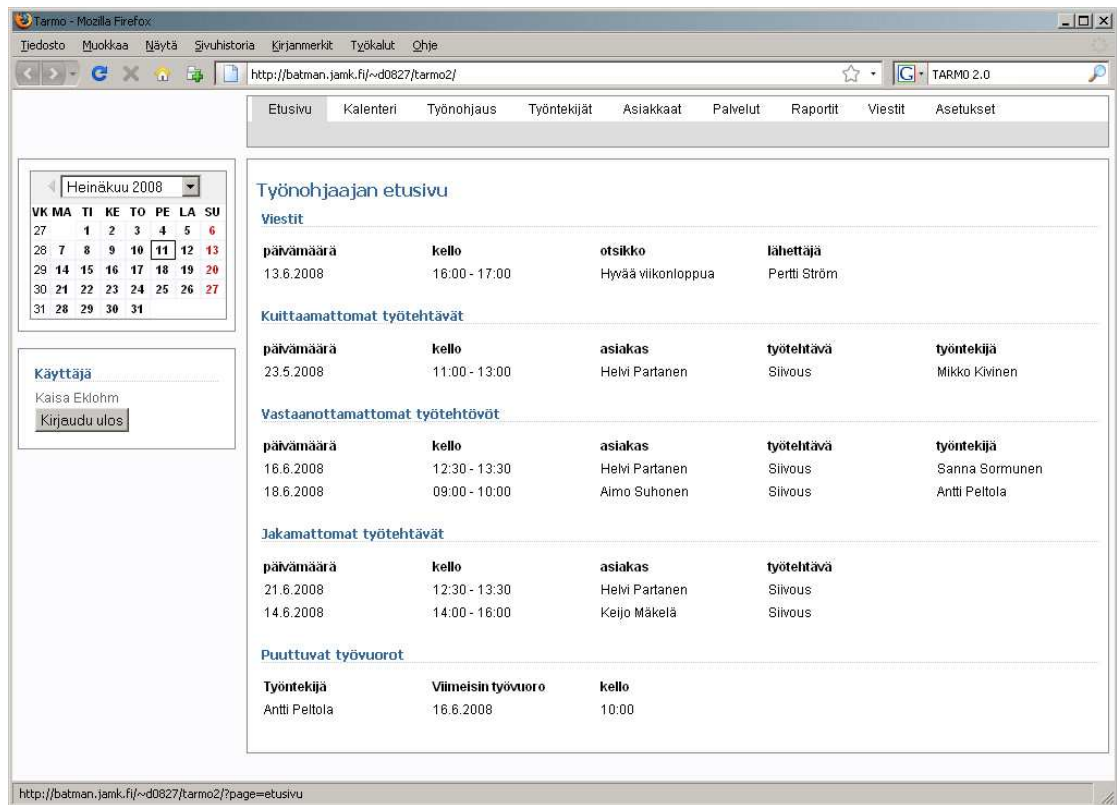 Tarmo - Mozilla Firefox
Tiedosto Muokkaa Näytä Sivuhistoria Kirjanmerkit Työkalut Ohje
http://batman.jamk.fi/~d0827/tarmo2/ G TARMO 2.0
Etusivu Kalenteri Työnohjaus Työntekijät Asiakkaat Palvelut Raportit Viestit Asetukset
Heinäkuu 2008
VK MA TI KE TO PE LA SU
27 1 2 3 4 5 6
28 7 8 9 10 11 12 13
29 14 15 16 17 18 19 20
30 21 22 23 24 25 26 27
31 28 29 30 31
Käyttäjä
Kaisa Eklohm
Kirjaudu ulos
Työnohjaajan etusivu
Viestit
päivämäärä kello otsikko lähettäjä
13.6.2008 16:00 - 17:00 Hyvää viikonloppua Pertti Ström
Kuittaamattomat työtehtävät
päivämäärä kello asiakas työtehtävä työntekijä
23.5.2008 11:00 - 13:00 Helvi Partanen Siivous Mikko Kivinen
Vastaanottamattomat työtehtövöt
päivämäärä kello asiakas työtehtävä työntekijä
16.6.2008 12:30 - 13:30 Helvi Partanen Siivous Sanna Sormunen
18.6.2008 09:00 - 10:00 Aimo Suhonen Siivous Antti Peltola
Jakamattomat työtehtävät
päivämäärä kello asiakas työtehtävä
21.6.2008 12:30 - 13:30 Helvi Partanen Siivous
14.6.2008 14:00 - 16:00 Keijo Mäkelä Siivous
Puuttuvat työvuorot
Työntekijä Viimeisin työvuoro kello
Antti Peltola 16.6.2008 10:00
http://batman.jamk.fi/~d0827/tarmo2/?page=etusivu